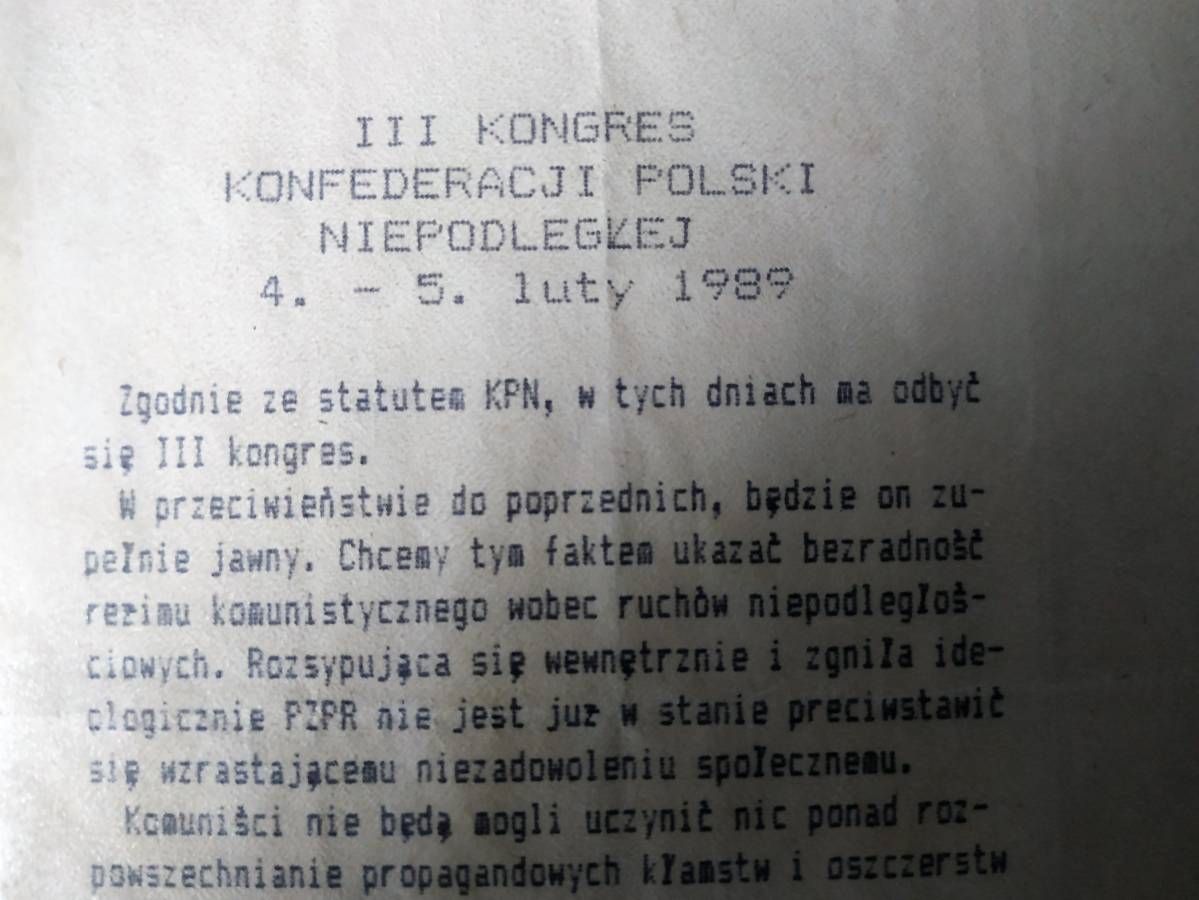 III KONGRES
KONFEDERACJI POLSKI
NIEPODLEGŁEJ
4. - 5. luty 1989
Zgodnie ze statutem KPN, w tych dniach ma odbyć
się III kongres.
W przeciwieństwie do poprzednich, będzie on zu-
pełnie jawny. Chcemy tym faktem ukazać bezradność
reżimu komunistycznego wobec ruchów niepodległoś-
ciowych. Rozsypująca się wewnętrznie i zgniła ide-
ologicznie PZPR nie jest już w stanie preciwstawić
się wzrastającemu niezadowoleniu społecznemu.
Komuniści nie będą mogli uczynić nic ponad roz-
powszechnianie propagandowych kłamstw i oszczerstw